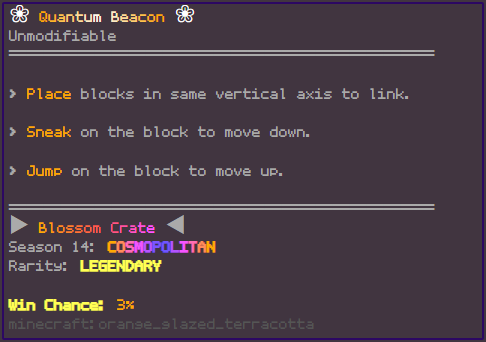 ❀ Quantum Beacon ❀
Unmodifiable
> Place blocks in same vertical axis to link.
> Sneak on the block to move down.
> Jump on the block to move up.
▶ Blossom Crate ◀
Season 14: COSMOPOLITAN
Rarity: LEGENDARY
Win Chance: 3%
minecraft:orange_glazed_terracotta